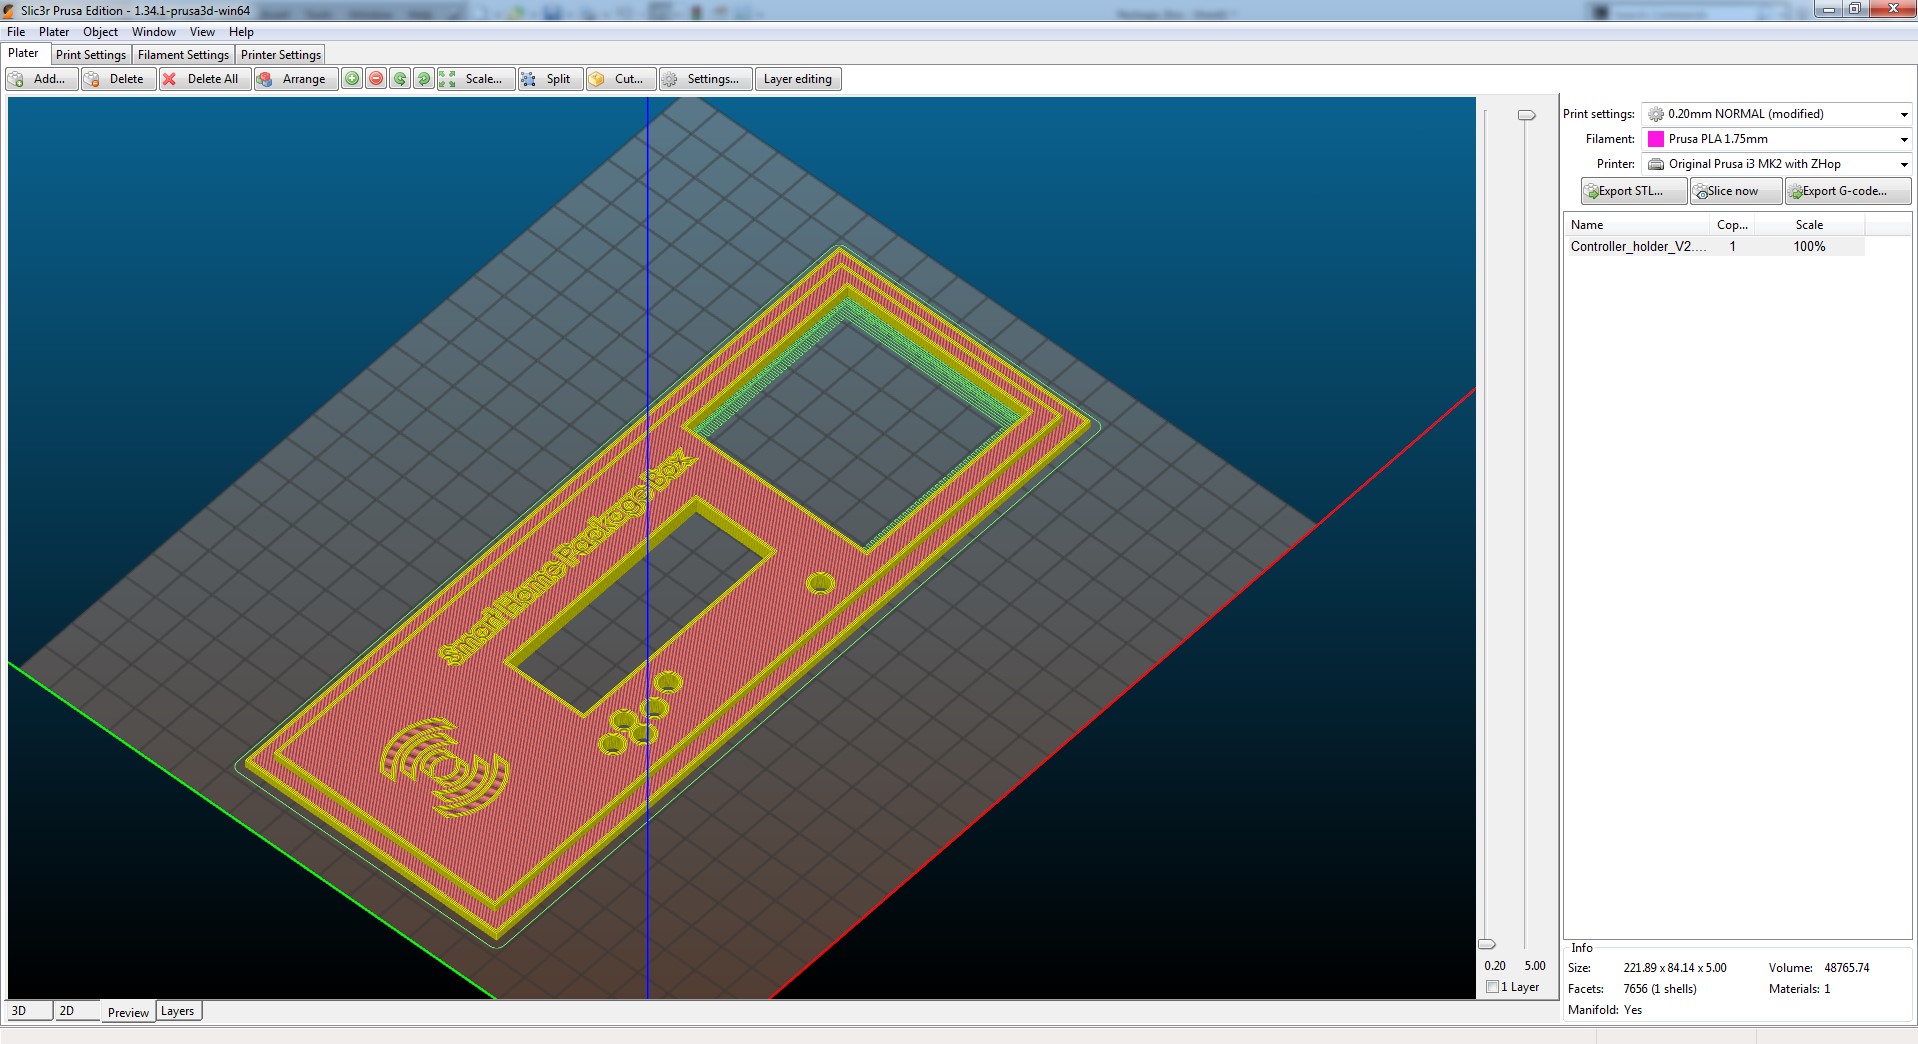 Slic3r Prusa Edition - 1.34.1-prusa3d-win64
File Plater Object Window View Help
Plater Print Settings Filament Settings Printer Settings
Add... Delete Delete All Arrange Scale... Split Cut... Settings... Layer editing
Print settings: 0.20mm NORMAL (modified)
Filament: Prusa PLA 1.75mm
Printer: Original Prusa i3 MK2 with ZHop
Export STL... Slice now Export G-code...
Name Cop... Scale
Controller_holder_V2.... 1 100%
Smart Home Package Box
0.20 5.00
1 Layer
Info
Size: 221.89 x 84.14 x 5.00 Volume: 48765.74
Facets: 7656 (1 shells) Materials: 1
Manifold: Yes
3D 2D Preview Layers